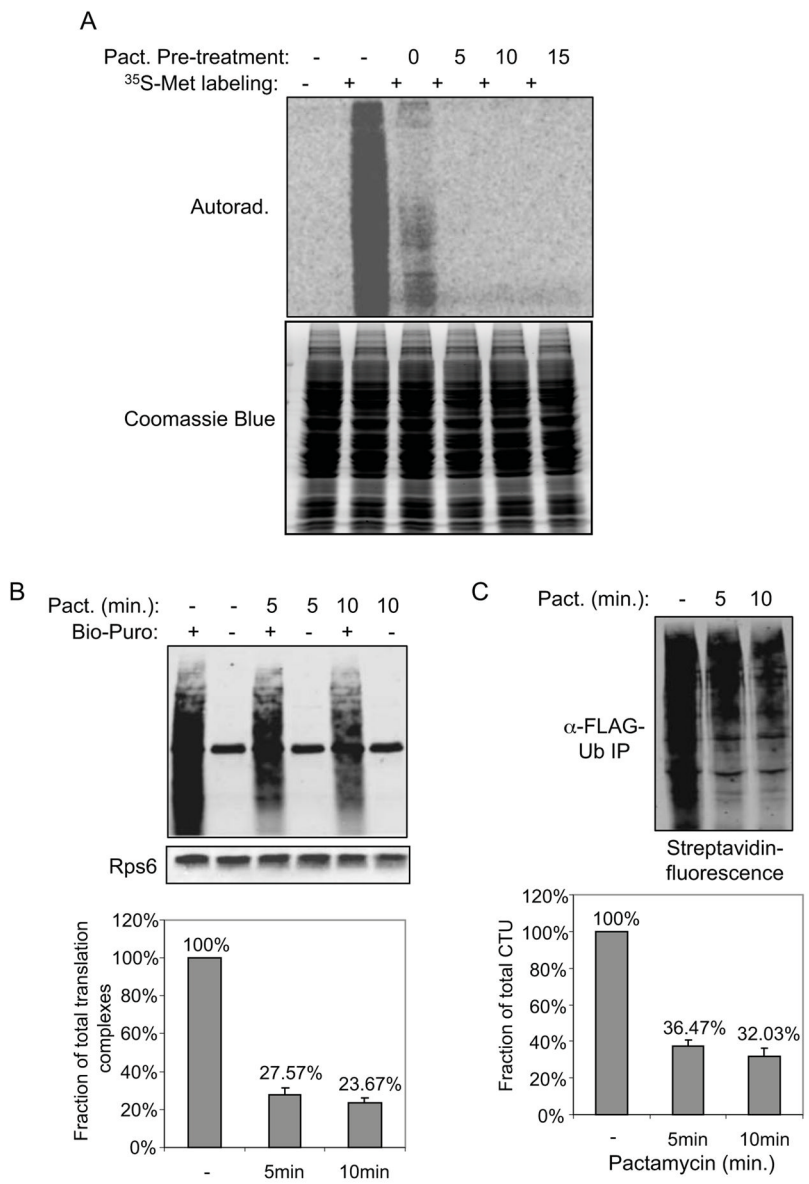 A
Pact. Pre-treatment: - - 0 5 10 15
35S-Met labeling: - + + + + +
Autorad.
Coomassie Blue
B
Pact. (min.): - - 5 5 10 10
Bio-Puro: + - + - + -
Rps6
Fraction of total translation
complexes
120%
100%
80%
60%
40%
20%
0%
100%
27.57%
23.67%
- 5min 10min
C
Pact. (min.): - 5 10
α-FLAG-
Ub IP
Streptavidin-
fluorescence
Fraction of total CTU
120%
100%
80%
60%
40%
20%
0%
100%
36.47%
32.03%
- 5min 10min
Pactamycin (min.)